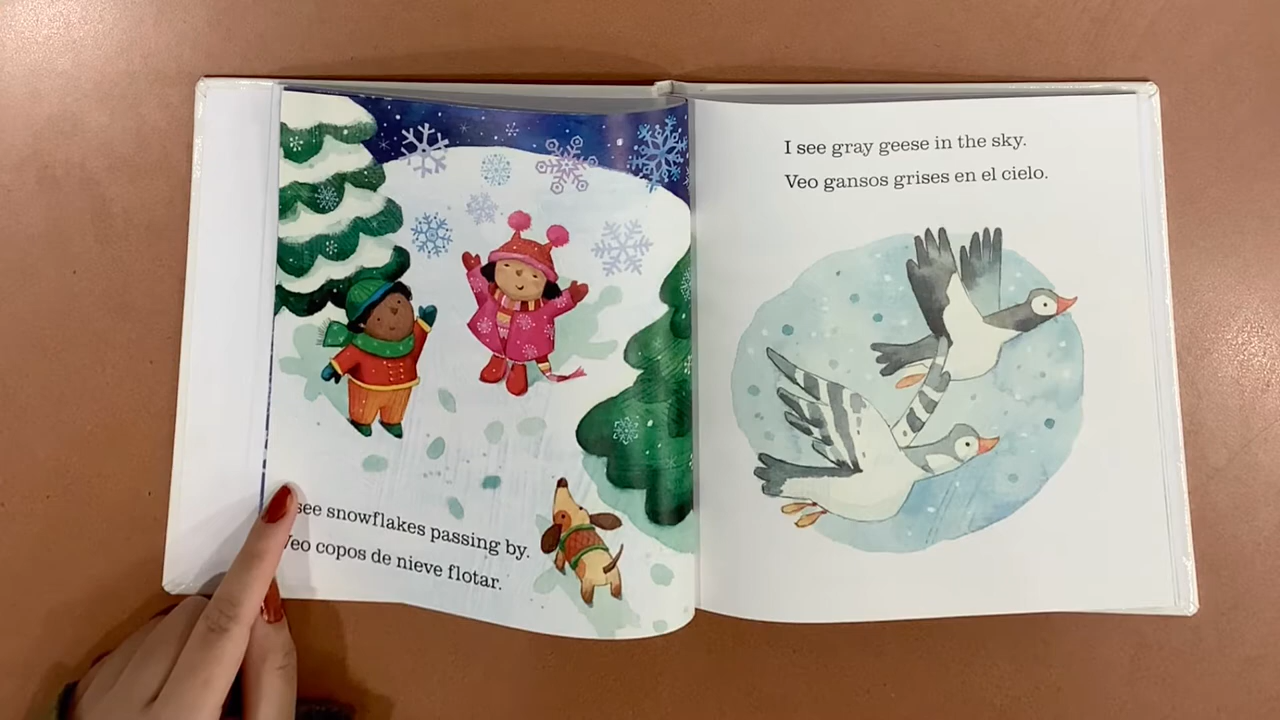 see snowflakes passing by.
Veo copos de nieve flotar.
I see gray geese in the sky.
Veo gansos grises en el cielo.